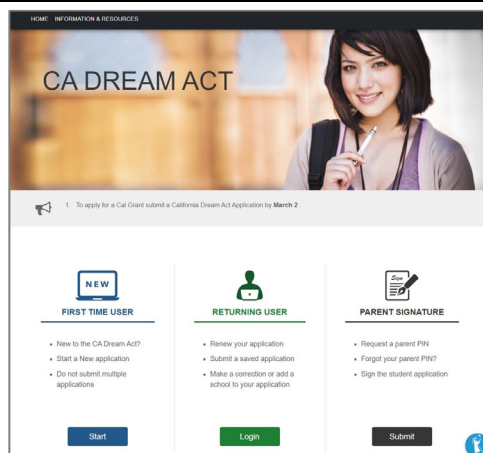 HOME INFORMATION & RESOURCES
CA DREAM ACT
1. To apply for a Cal Grant submit a California Dream Act Application by March 2
NEW
FIRST TIME USER
New to the CA Dream Act?
Start a New application
Do not submit multiple
applications
Start
RETURNING USER
Renew your application
Submit a saved application
Make a correction or add a
school to your application
Login
Sign
PARENT SIGNATURE
Request a parent PIN
Forgot your parent PIN?
Sign the student application
Submit